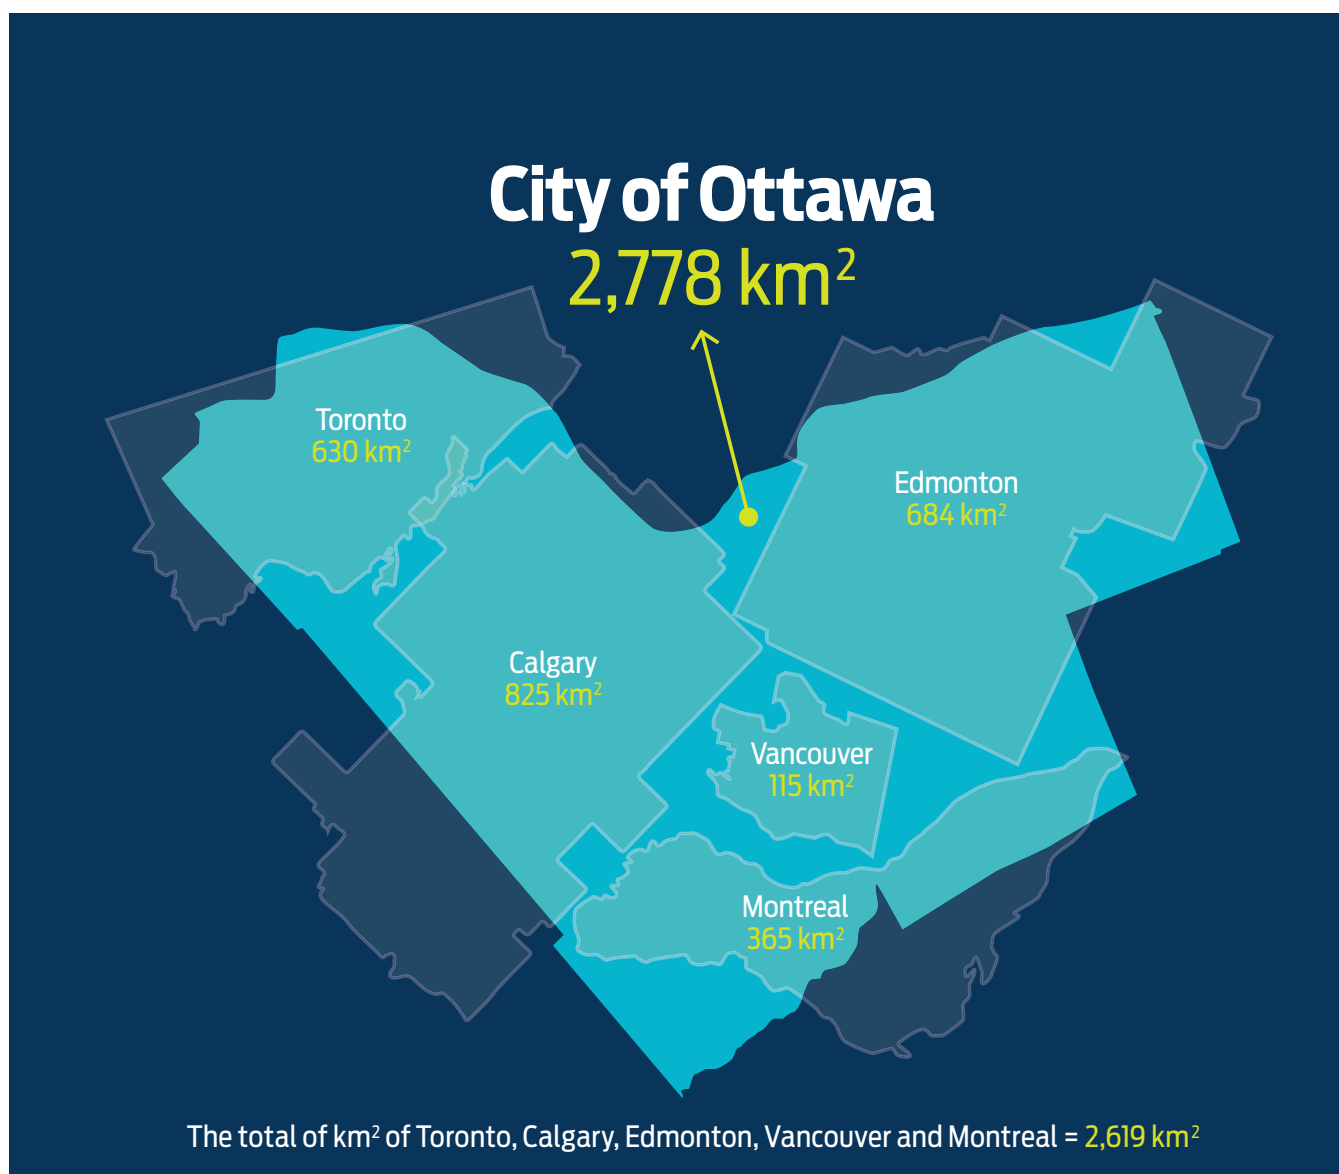 City of Ottawa
2,778 km²
Toronto
630 km²
Edmonton
684 km²
Calgary
825 km²
Vancouver
115 km²
Montreal
365 km²
The total of km² of Toronto, Calgary, Edmonton, Vancouver and Montreal = 2,619 km²